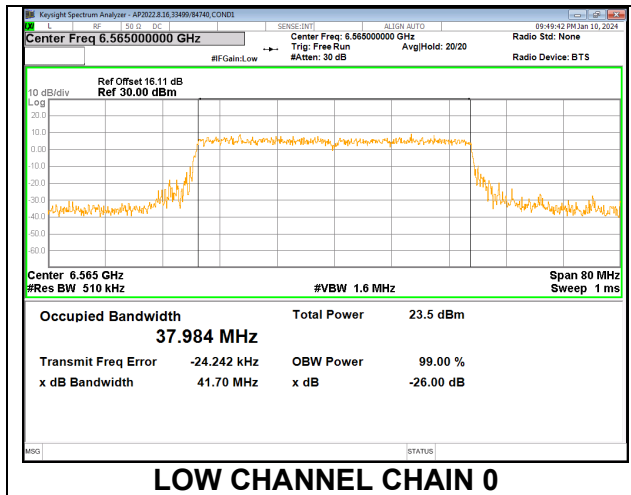 Keysight Spectrum Analyzer - AP2022.8.16,33499/84740,COND1
L RF 50 Ω DC SENSE:INT ALIGN AUTO 09:49:42 PM Jan 10, 2024
Center Freq 6.565000000 GHz Center Freq: 6.565000000 GHz Radio Std: None
Trig: Free Run Avg|Hold: 20/20
#IFGain:Low #Atten: 30 dB Radio Device: BTS
Ref Offset 16.11 dB
10 dB/div Ref 30.00 dBm
Log
20.0
10.0
0.00
-10.0
-20.0
-30.0
-40.0
-50.0
-60.0
Center 6.565 GHz Span 80 MHz
#Res BW 510 kHz #VBW 1.6 MHz Sweep 1 ms
Occupied Bandwidth Total Power 23.5 dBm
37.984 MHz
Transmit Freq Error -24.242 kHz OBW Power 99.00 %
x dB Bandwidth 41.70 MHz x dB -26.00 dB
MSG STATUS
LOW CHANNEL CHAIN 0